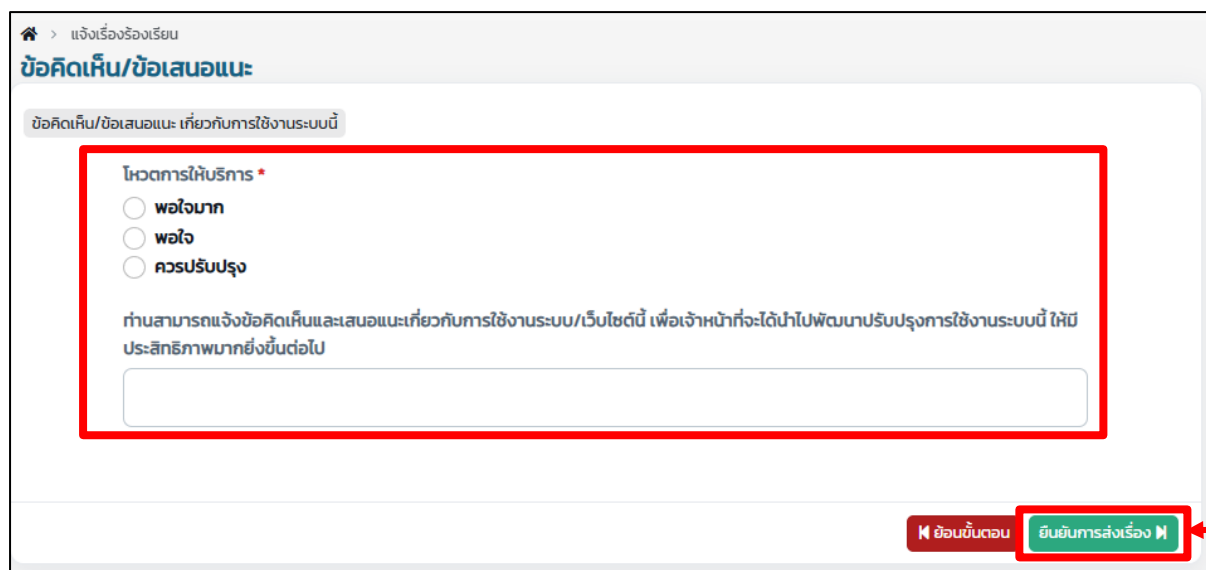 แจ้งเรื่องร้องเรียน
ข้อคิดเห็น/ข้อเสนอแนะ
ข้อคิดเห็น/ข้อเสนอแนะ เกี่ยวกับการใช้งานระบบนี้
โหวตการให้บริการ *
พอใจมาก
พอใจ
ควรปรับปรุง
ท่านสามารถแจ้งข้อคิดเห็นและเสนอแนะเกี่ยวกับการใช้งานระบบ/เว็บไซต์นี้ เพื่อเจ้าหน้าที่จะได้นำไปพัฒนาปรับปรุงการใช้งานระบบนี้ ให้มี
ประสิทธิภาพมากยิ่งขึ้นต่อไป
ย้อนขั้นตอน ยืนยันการส่งเรื่อง